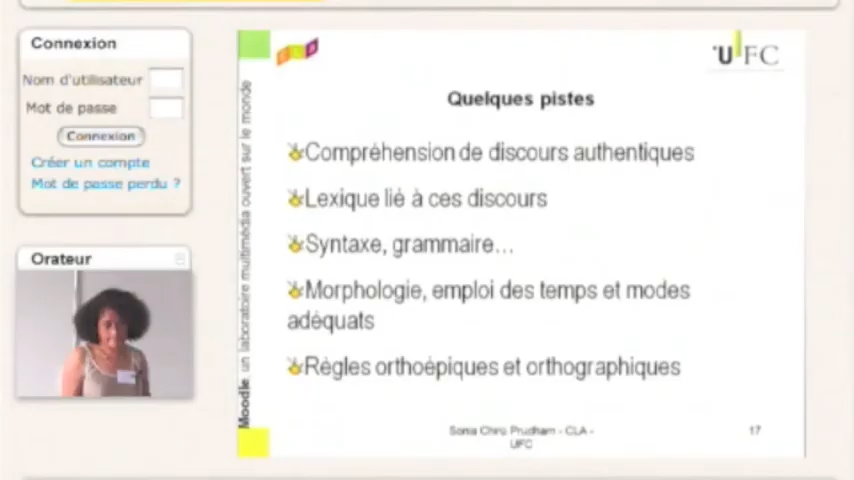 Connexion
Nom d'utilisateur
Mot de passe
Connexion
Créer un compte
Mot de passe perdu ?
Orateur
UFC
Quelques pistes
Compréhension de discours authentiques
Lexique lié à ces discours
Syntaxe, grammaire...
Morphologie, emploi des temps et modes
adéquats
Règles orthoépiques et orthographiques
Moodle, un laboratoire multimédia ouvert sur le monde
Prudham - CLA -
UFC
17